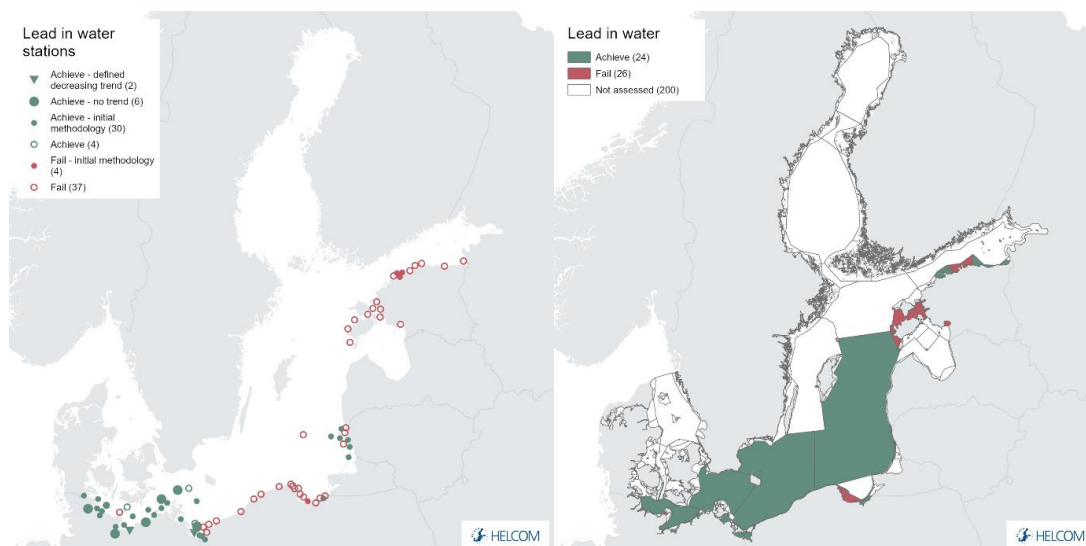 Lead in water
stations
Achieve - defined
decreasing trend (2)
Achieve - no trend (6)
Achieve - initial
methodology (30)
Achieve (4)
Fail - initial methodology
(4)
Fail (37)
HELCOM
Lead in water
Achieve (24)
Fail (26)
Not assessed (200)
HELCOM